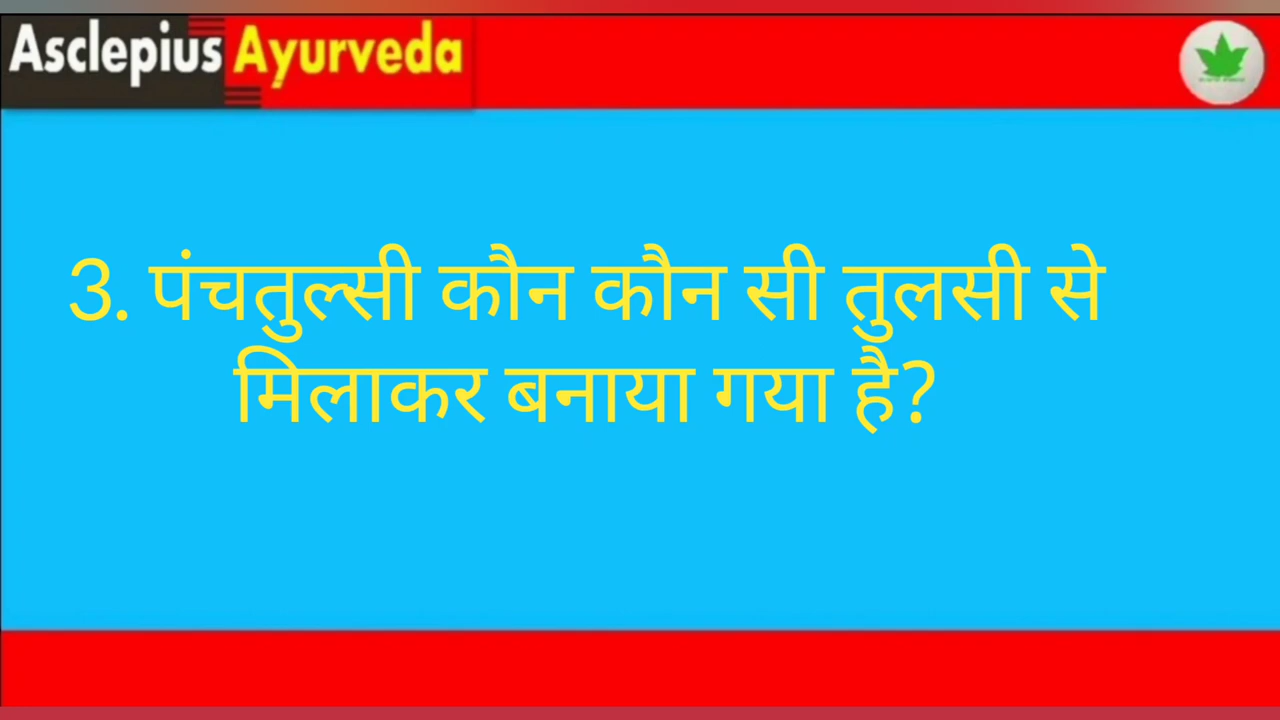 Asclepius Ayurveda
3. पंचतुल्सी कौन कौन सी तुलसी से
मिलाकर बनाया गया है?